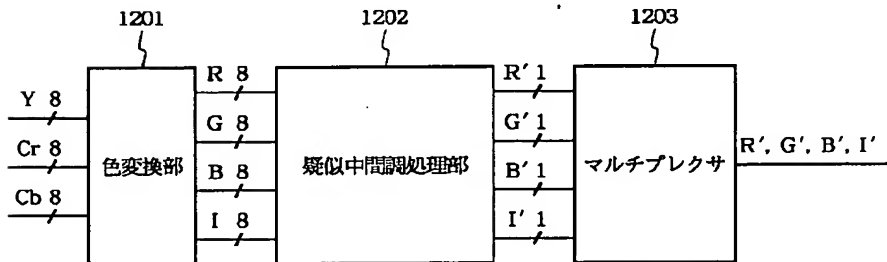 1201
1202
1203
Y 8
Cr 8
Cb 8
色変換部
R 8
G 8
B 8
I 8
疑似中間調処理部
R′ 1
G′ 1
B′ 1
I′ 1
マルチプレクサ
R′, G′, B′, I′